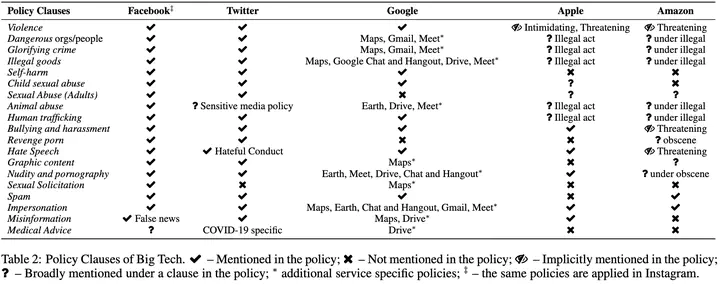 Policy Clauses Facebook‡ Twitter Google Apple Amazon
Violence ✔ ✔ ✔ Intimidating, Threatening Threatening
Dangerous orgs/people ✔ ✔ Maps, Gmail, Meet* ? Illegal act ? under illegal
Glorifying crime ✔ ✔ Maps, Gmail, Meet* ? Illegal act ? under illegal
Illegal goods ✔ ✔ Maps, Google Chat and Hangout, Drive, Meet* ? Illegal act ? under illegal
Self-harm ✔ ✔ ✔ ✖ ✖
Child sexual abuse ✔ ✔ ✔ ? ✖
Sexual Abuse (Adults) ✔ ✔ ✖ ? ?
Animal abuse ✔ ? Sensitive media policy Earth, Drive, Meet* ? Illegal act ? under illegal
Human trafficking ✔ ✔ ✔ ? Illegal act ? under illegal
Bullying and harassment ✔ ✔ ✔ ✔ Threatening
Revenge porn ✔ ✔ ✖ ✖ ? obscene
Hate Speech ✔ ✔ Hateful Conduct ✔ ✔ Threatening
Graphic content ✔ ✔ Maps* ✖ ?
Nudity and pornography ✔ ✔ Earth, Meet, Drive, Chat and Hangout* ✔ ? under obscene
Sexual Solicitation ✔ ✖ Maps* ✖ ✖
Spam ✔ ✔ ✔ ✖ ✔
Impersonation ✔ ✔ Maps, Earth, Chat and Hangout, Gmail, Meet* ✔ ✔
Misinformation ✔ False news ✔ Maps, Drive* ✔ ✖
Medical Advice ? COVID-19 specific Drive* ✖ ✖
Table 2: Policy Clauses of Big Tech. ✔ – Mentioned in the policy; ✖ – Not mentioned in the policy; – Implicitly mentioned in the policy;
? – Broadly mentioned under a clause in the policy; * additional service specific policies; ‡ – the same policies are applied in Instagram.